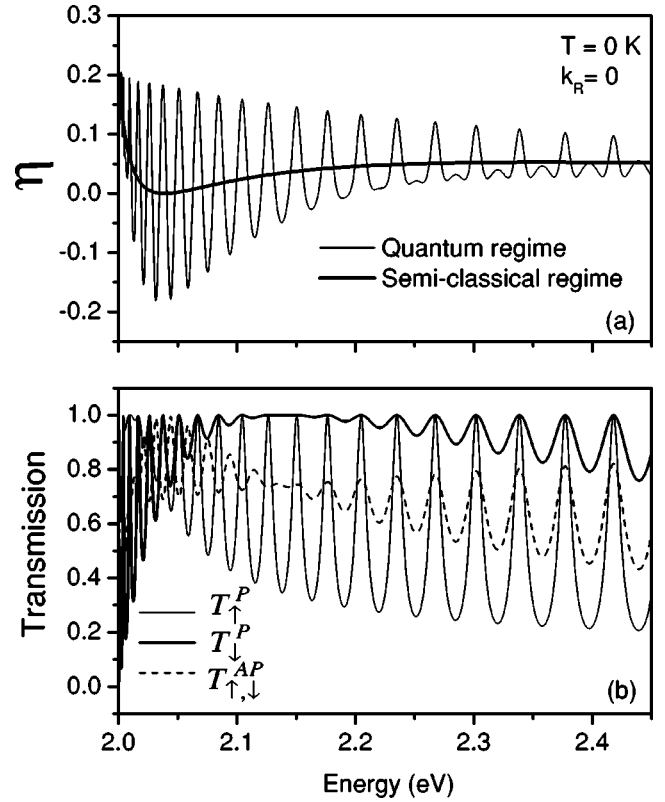 0.3
T = 0 K
k_R = 0
0.2
0.1
η
0.0
-0.1
Quantum regime
Semi-classical regime
-0.2
(a)
1.0
0.8
Transmission
0.6
0.4
T_↑^P
0.2
T_↓^P
T_{↑,↓}^{AP}
0.0
(b)
2.0 2.1 2.2 2.3 2.4
Energy (eV)